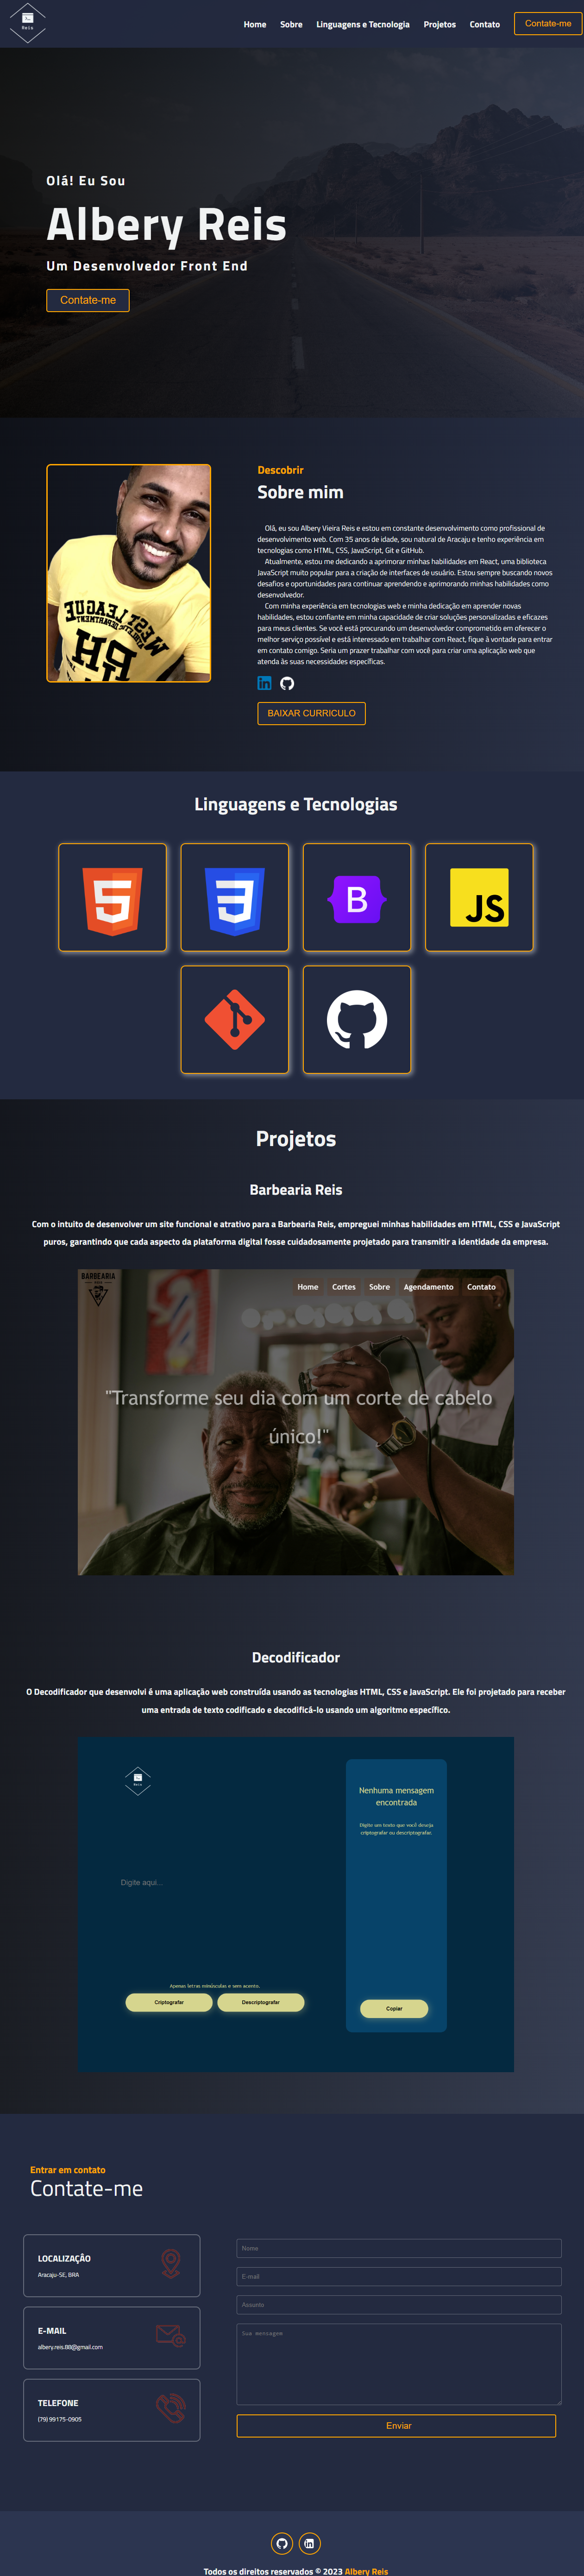 Reis
Home Sobre Linguagens e Tecnologia Projetos Contato Contate-me
Olá! Eu Sou
Albery Reis
Um Desenvolvedor Front End
Contate-me
Descobrir
Sobre mim
Olá, eu sou Albery Vieira Reis e estou em constante desenvolvimento como profissional de
desenvolvimento web. Com 35 anos de idade, sou natural de Aracaju e tenho experiência em
tecnologias como HTML, CSS, JavaScript, Git e GitHub.
Atualmente, estou me dedicando a aprimorar minhas habilidades em React, uma biblioteca
JavaScript muito popular para a criação de interfaces de usuário. Estou sempre buscando novos
desafios e oportunidades para continuar aprendendo e aprimorando minhas habilidades como
desenvolvedor.
Com minha experiência em tecnologias web e minha dedicação em aprender novas
habilidades, estou confiante em minha capacidade de criar soluções personalizadas e eficazes
para meus clientes. Se você está procurando um desenvolvedor comprometido em oferecer o
melhor serviço possível e está interessado em trabalhar com React, fique à vontade para entrar
em contato comigo. Seria um prazer trabalhar com você para criar uma aplicação web que
atenda às suas necessidades específicas.
BAIXAR CURRICULO
Linguagens e Tecnologias
5
3
B
JS
Projetos
Barbearia Reis
Com o intuito de desenvolver um site funcional e atrativo para a Barbearia Reis, empreguei minhas habilidades em HTML, CSS e JavaScript
puros, garantindo que cada aspecto da plataforma digital fosse cuidadosamente projetado para transmitir a identidade da empresa.
BARBEARIA
Home Cortes Sobre Agendamento Contato
"Transforme seu dia com um corte de cabelo
único!"
Decodificador
O Decodificador que desenvolvi é uma aplicação web construída usando as tecnologias HTML, CSS e JavaScript. Ele foi projetado para receber
uma entrada de texto codificado e decodificá-lo usando um algoritmo específico.
Reis
Nenhuma mensagem
encontrada
Digite um texto que você deseja
criptografar ou descriptografar.
Digite aqui...
Apenas letras minúsculas e sem acento.
Criptografar Descriptografar
Copiar
Entrar em contato
Contate-me
LOCALIZAÇÃO
Aracaju-SE, BRA
E-MAIL
albery.reis.88@gmail.com
TELEFONE
(79) 99175-0905
Nome
E-mail
Assunto
Sua mensagem
Enviar
Todos os direitos reservados © 2023 Albery Reis